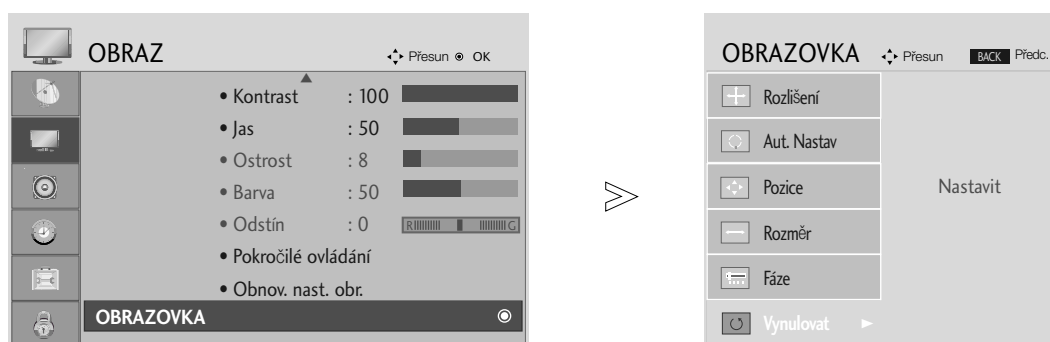 OBRAZ Přesun OK
• Kontrast : 100
• Jas : 50
• Ostrost : 8
• Barva : 50
• Odstín : 0 R G
• Pokročilé ovládání
• Obnov. nast. obr.
OBRAZOVKA
OBRAZOVKA Přesun BACK Předc.
Rozlišení
Aut. Nastav
Pozice
Nastavit
Rozměr
Fáze
Vynulovat